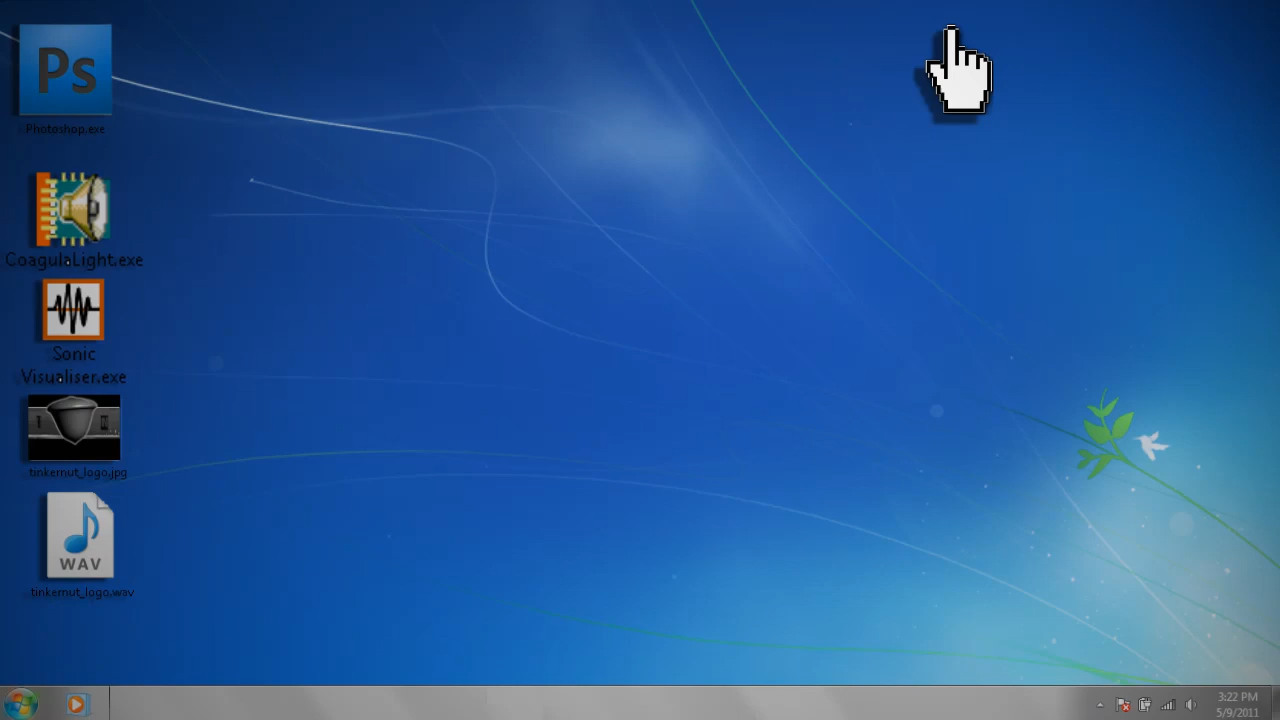 Ps
Photoshop.exe
CoagulaLight.exe
Sonic
Visualiser.exe
tinkernut_logo.jpg
WAV
tinkernut_logo.wav
3:22 PM
5/9/2011